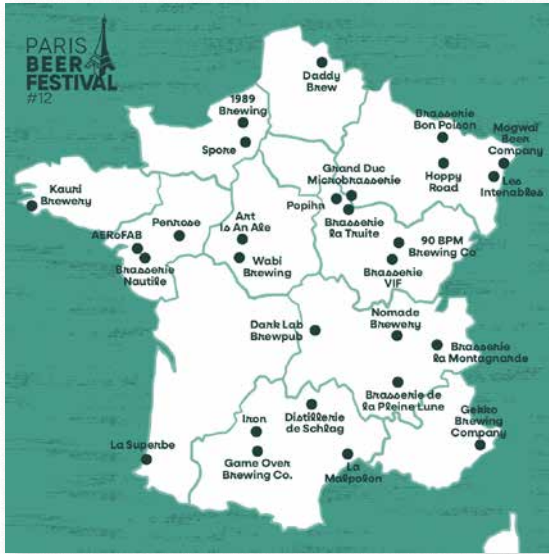 PARIS
BEER
FESTIVAL
#12
Daddy
Brew
1989
Brewing
Spore
Brasserie
Bon Poison
Mogwai
Beer
Company
Hoppy
Road
Les
Intenables
Grand Duc
Microbrasserie
Popihn
Brasserie
la Truite
Kauri
Brewery
Penrose
AERoFAB
Brasserie
Nautile
Art
Is An Ale
Wabi
Brewing
90 BPM
Brewing Co
Brasserie
VIF
Dark Lab
Brewpub
Nomade
Brewery
Brasserie
la Montagnarde
Brasserie de
la Pleine Lune
Distillerie
de Schlag
Gekko
Brewing
Company
Iron
Game Over
Brewing Co.
La Superbe
La
Malpolon